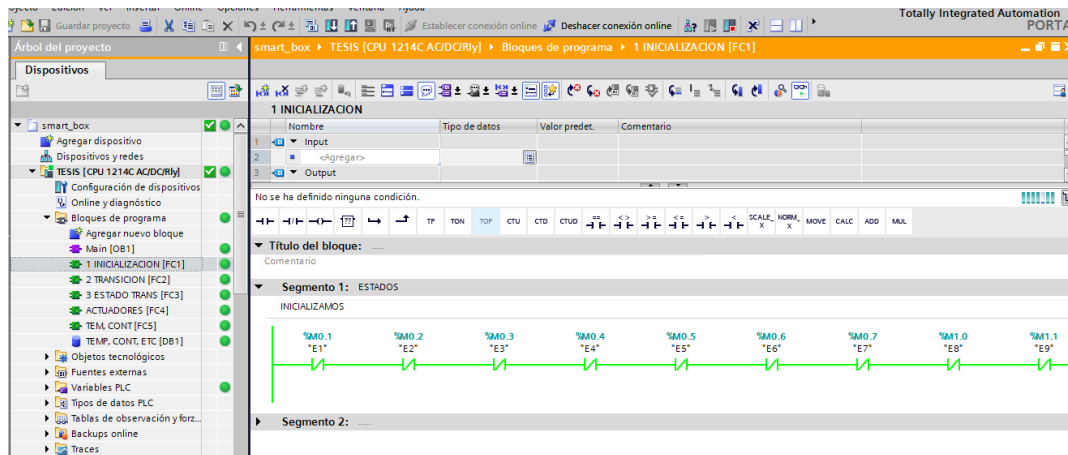 Guardar proyecto
Establecer conexión online
Deshacer conexión online
Totally Integrated Automation
PORTA
Árbol del proyecto
smart_box
TESIS [CPU 1214C AC/DC/Rly]
Bloques de programa
1 INICIALIZACION [FC1]
Dispositivos
1 INICIALIZACION
Nombre
Tipo de datos
Valor predet.
Comentario
1
Input
2
<Agregar>
3
Output
smart_box
Agregar dispositivo
Dispositivos y redes
TESIS [CPU 1214C AC/DC/Rly]
Configuración de dispositivos
Online y diagnóstico
Bloques de programa
Agregar nuevo bloque
Main [OB1]
1 INICIALIZACION [FC1]
2 TRANSICION [FC2]
3 ESTADO TRANS [FC3]
ACTUADORES [FC4]
TEM, CONT [FC5]
TEMP, CONT, ETC [DB1]
Objetos tecnológicos
Fuentes externas
Variables PLC
Tipos de datos PLC
Tablas de observación y forz...
Backups online
Traces
No se ha definido ninguna condición.
TP TON TOF CTU CTD CTUD == <> >= <= > < SCALE_X NORM_X MOVE CALC ADD MUL
Título del bloque: .....
Comentario
Segmento 1: ESTADOS
INICIALIZAMOS
%M0.1 %M0.2 %M0.3 %M0.4 %M0.5 %M0.6 %M0.7 %M1.0 %M1.1
"E1" "E2" "E3" "E4" "E5" "E6" "E7" "E8" "E9"
Segmento 2: .....